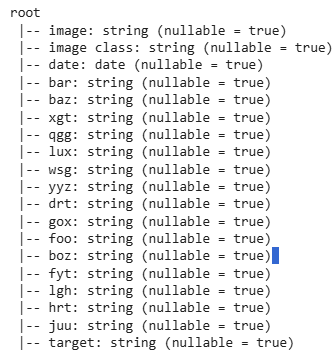 root
 |-- image: string (nullable = true)
 |-- image class: string (nullable = true)
 |-- date: date (nullable = true)
 |-- bar: string (nullable = true)
 |-- baz: string (nullable = true)
 |-- xgt: string (nullable = true)
 |-- qgg: string (nullable = true)
 |-- lux: string (nullable = true)
 |-- wsg: string (nullable = true)
 |-- yyz: string (nullable = true)
 |-- drt: string (nullable = true)
 |-- gox: string (nullable = true)
 |-- foo: string (nullable = true)
 |-- boz: string (nullable = true)
 |-- fyt: string (nullable = true)
 |-- lgh: string (nullable = true)
 |-- hrt: string (nullable = true)
 |-- juu: string (nullable = true)
 |-- target: string (nullable = true)